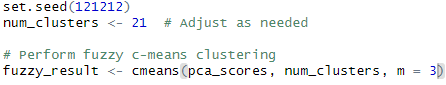 set.seed(121212)
num_clusters <- 21  # Adjust as needed
# Perform fuzzy c-means clustering
fuzzy_result <- cmeans(pca_scores, num_clusters, m = 3)